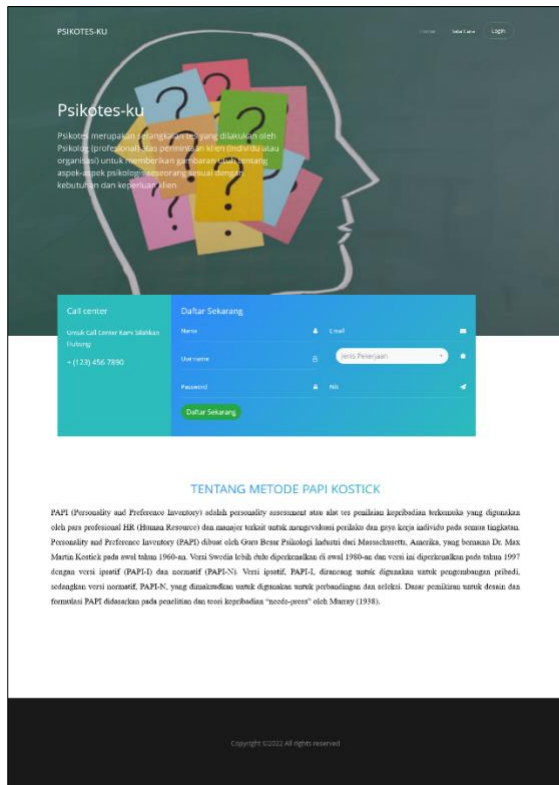 PSIKOTES-KU
Home Tata Cara Login
Psikotes-ku
Psikotes merupakan serangkaian tes yang dilakukan oleh
Psikolog (profesional) atas permintaan klien (individu atau
organisasi) untuk memberikan gambaran utuh tentang
aspek-aspek psikologis seseorang sesuai dengan
kebutuhan dan keperluan klien
Call center
Untuk Call Center Kami Silahkan
Hubungi
+ (123) 456 7890
Daftar Sekarang
Name
Email
Username
Jenis Pekerjaan
Password
Nik
Daftar Sekarang
TENTANG METODE PAPI KOSTICK
PAPI (Personality and Preference Inventory) adalah personality assessment atau alat tes penilaian kepribadian terkemuka yang digunakan
oleh para profesional HR (Human Resource) dan manajer terkait untuk mengevaluasi perilaku dan gaya kerja individu pada semua tingkatan.
Personality and Preference Inventory (PAPI) dibuat oleh Guru Besar Psikologi Industri dari Massachusetts, Amerika, yang bernama Dr. Max
Martin Kostick pada awal tahun 1960-an. Versi Swedia lebih dulu diperkenalkan di awal 1980-an dan versi ini diperkenalkan pada tahun 1997
dengan versi ipsatif (PAPI-I) dan normatif (PAPI-N). Versi ipsatif, PAPI-I, dirancang untuk digunakan untuk pengembangan pribadi,
sedangkan versi normatif, PAPI-N, yang dimaksudkan untuk digunakan untuk perbandingan dan seleksi. Dasar pemikiran untuk desain dan
formulasi PAPI didasarkan pada penelitian dan teori kepribadian "needs-press" oleh Murray (1938).
Copyright ©2022 All rights reserved